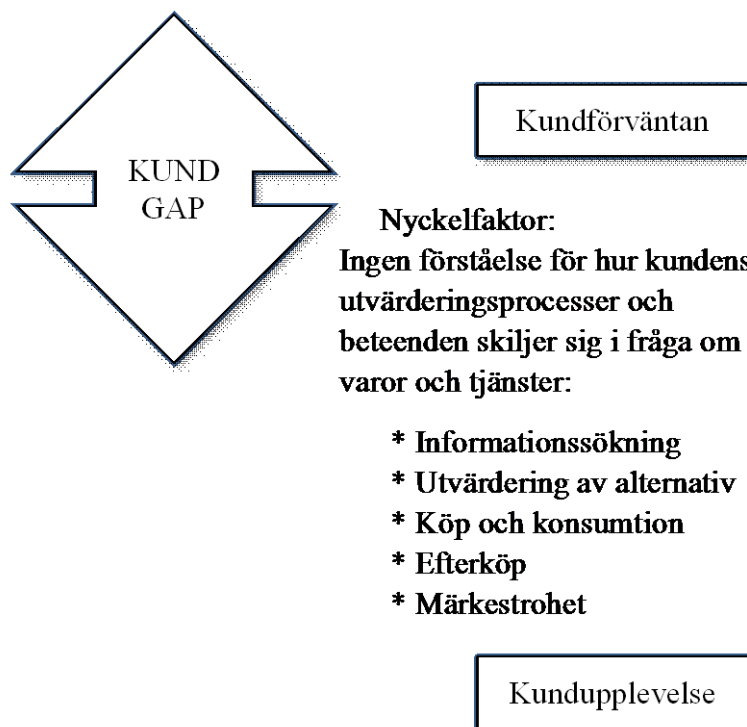 Kundförväntan
KUND
GAP
Nyckelfaktor:
Ingen förståelse för hur kundens
utvärderingsprocesser och
beteenden skiljer sig i fråga om
varor och tjänster:
* Informationssökning
* Utvärdering av alternativ
* Köp och konsumtion
* Efterköp
* Märkestrohet
Kundupplevelse